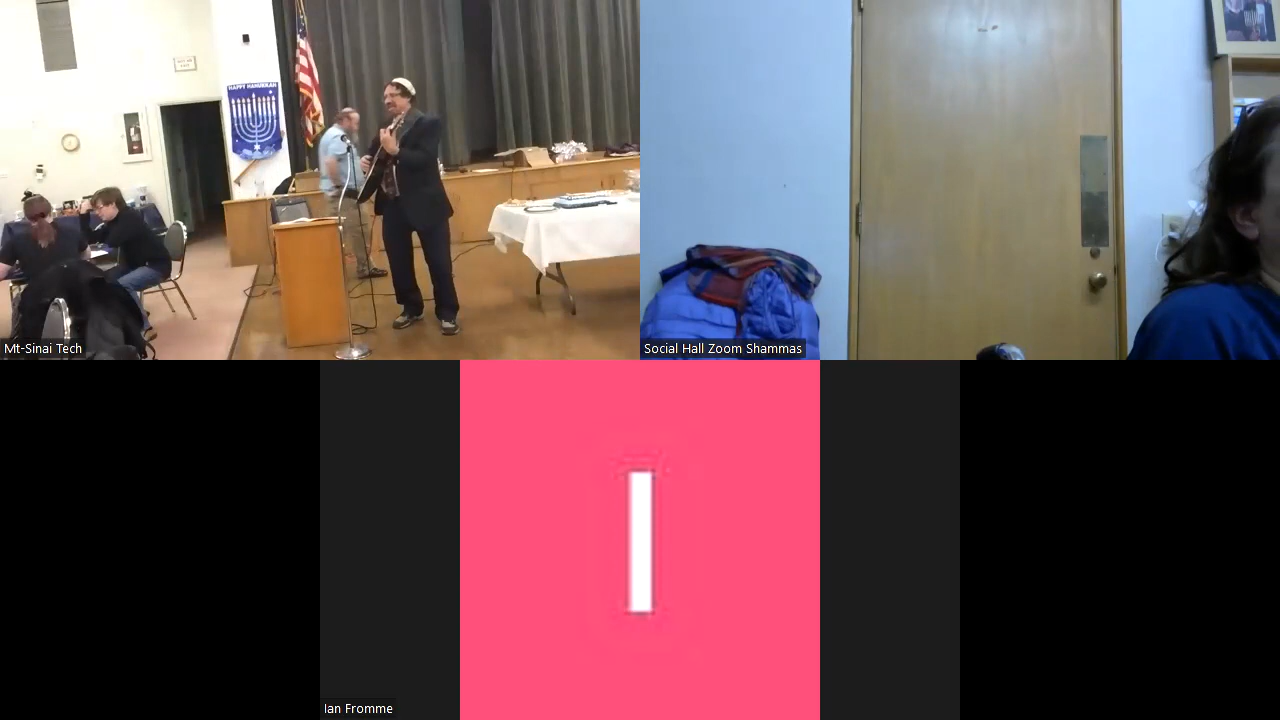 HAPPY HANUKKAH
Mt-Sinai Tech
Social Hall Zoom Shammas
I
Ian Fromme